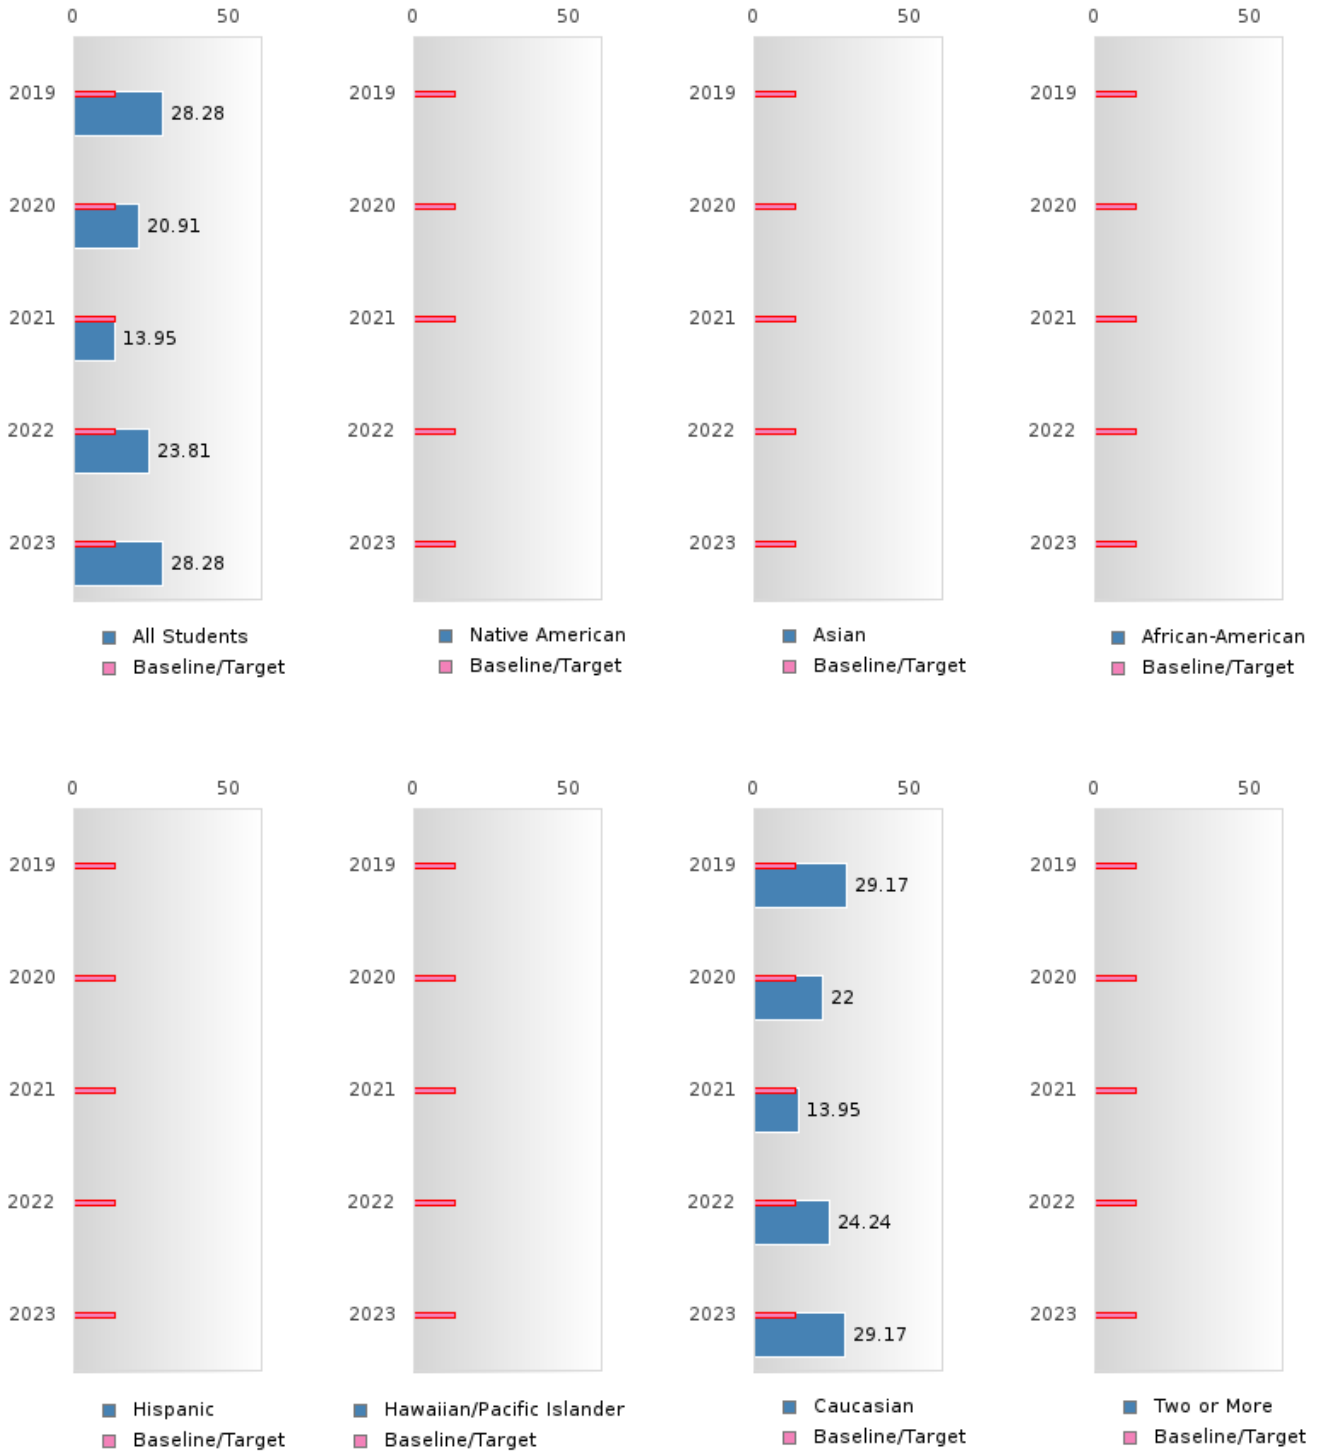 0 50 0 50 0 50 0 50
2019 28.28 2019 2019 2019
2020 20.91 2020 2020 2020
2021 13.95 2021 2021 2021
2022 23.81 2022 2022 2022
2023 28.28 2023 2023 2023
All Students Native American Asian African-American
Baseline/Target Baseline/Target Baseline/Target Baseline/Target
0 50 0 50 0 50 0 50
2019 2019 2019 29.17 2019
2020 2020 2020 22 2020
2021 2021 2021 13.95 2021
2022 2022 2022 24.24 2022
2023 2023 2023 29.17 2023
Hispanic Hawaiian/Pacific Islander Caucasian Two or More
Baseline/Target Baseline/Target Baseline/Target Baseline/Target